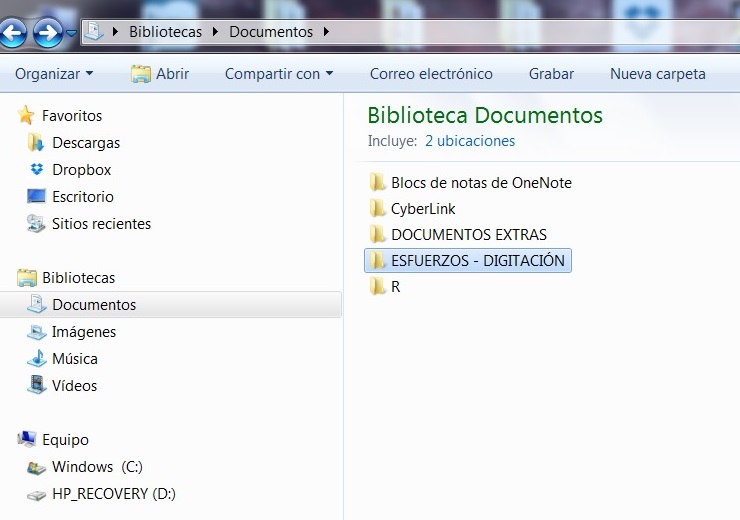 Bibliotecas Documentos
Organizar Abrir Compartir con Correo electrónico Grabar Nueva carpeta
Favoritos
Descargas
Dropbox
Escritorio
Sitios recientes
Bibliotecas
Documentos
Imágenes
Música
Vídeos
Equipo
Windows (C:)
HP_RECOVERY (D:)
Biblioteca Documentos
Incluye: 2 ubicaciones
Blocs de notas de OneNote
CyberLink
DOCUMENTOS EXTRAS
ESFUERZOS - DIGITACIÓN
R